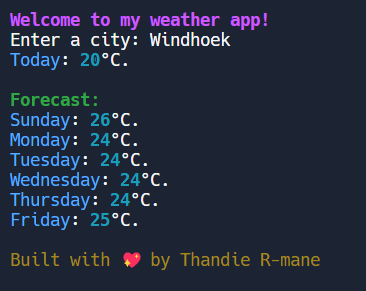 Welcome to my weather app!
Enter a city: Windhoek
Today: 20°C.
Forecast:
Sunday: 26°C.
Monday: 24°C.
Tuesday: 24°C.
Wednesday: 24°C.
Thursday: 24°C.
Friday: 25°C.
Built with 💖 by Thandie R-mane